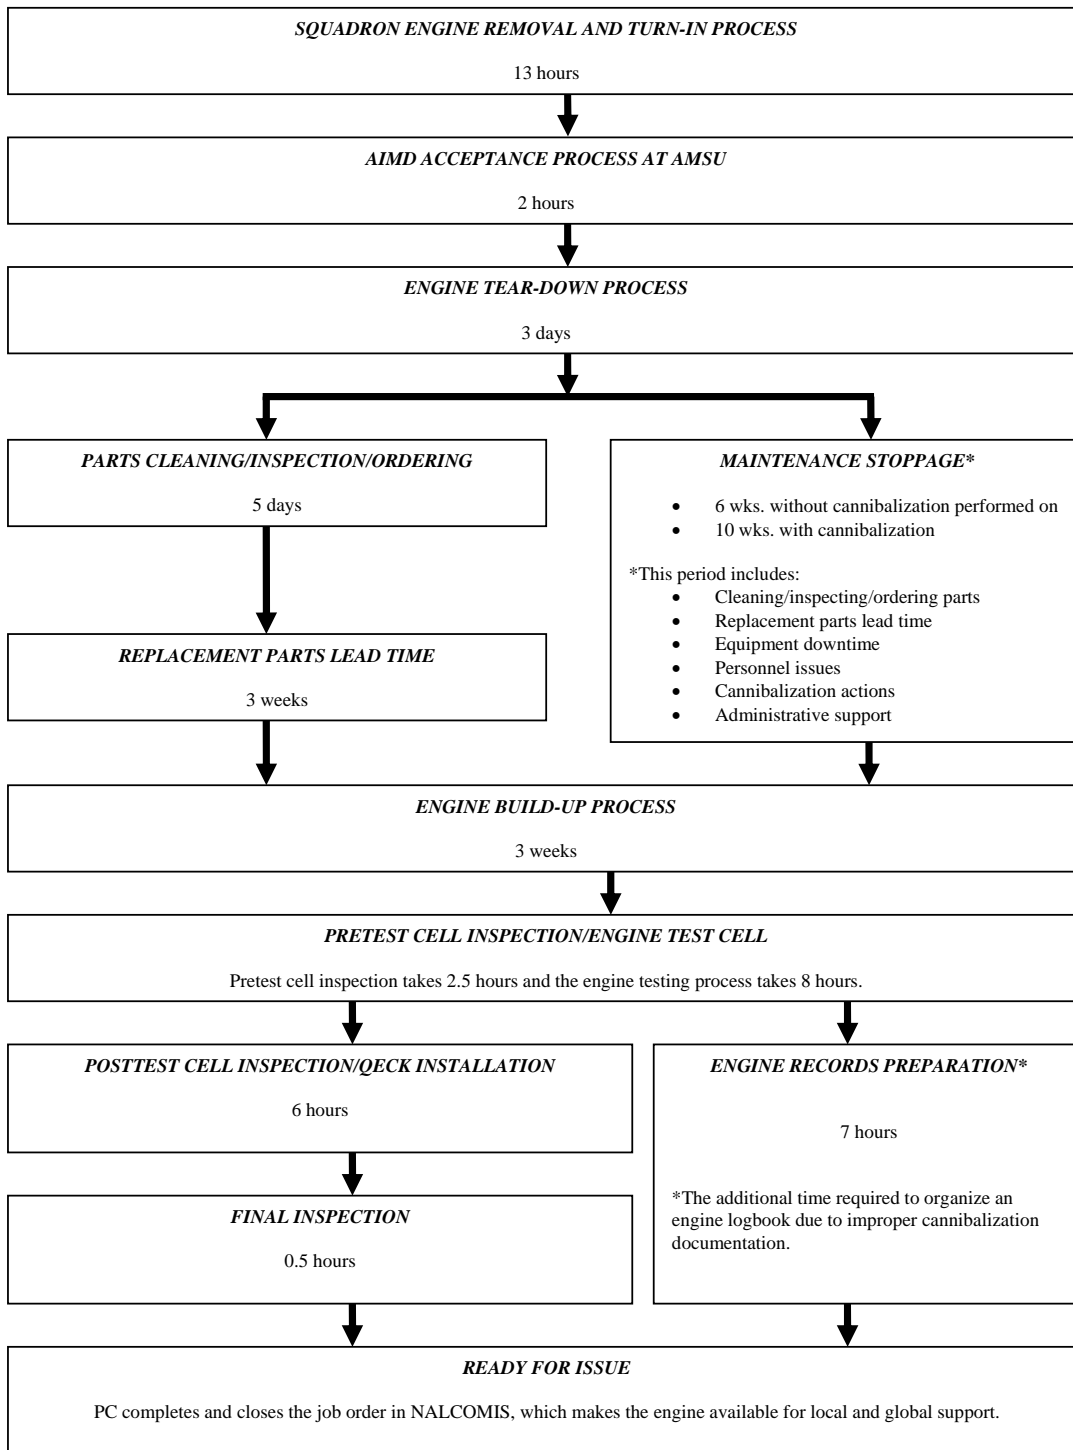 SQUADRON ENGINE REMOVAL AND TURN-IN PROCESS
13 hours
AIMD ACCEPTANCE PROCESS AT AMSU
2 hours
ENGINE TEAR-DOWN PROCESS
3 days
PARTS CLEANING/INSPECTION/ORDERING
5 days
REPLACEMENT PARTS LEAD TIME
3 weeks
MAINTENANCE STOPPAGE*
• 6 wks. without cannibalization performed on
• 10 wks. with cannibalization
*This period includes:
• Cleaning/inspecting/ordering parts
• Replacement parts lead time
• Equipment downtime
• Personnel issues
• Cannibalization actions
• Administrative support
ENGINE BUILD-UP PROCESS
3 weeks
PRETEST CELL INSPECTION/ENGINE TEST CELL
Pretest cell inspection takes 2.5 hours and the engine testing process takes 8 hours.
POSTTEST CELL INSPECTION/QECK INSTALLATION
6 hours
FINAL INSPECTION
0.5 hours
ENGINE RECORDS PREPARATION*
7 hours
*The additional time required to organize an
engine logbook due to improper cannibalization
documentation.
READY FOR ISSUE
PC completes and closes the job order in NALCOMIS, which makes the engine available for local and global support.